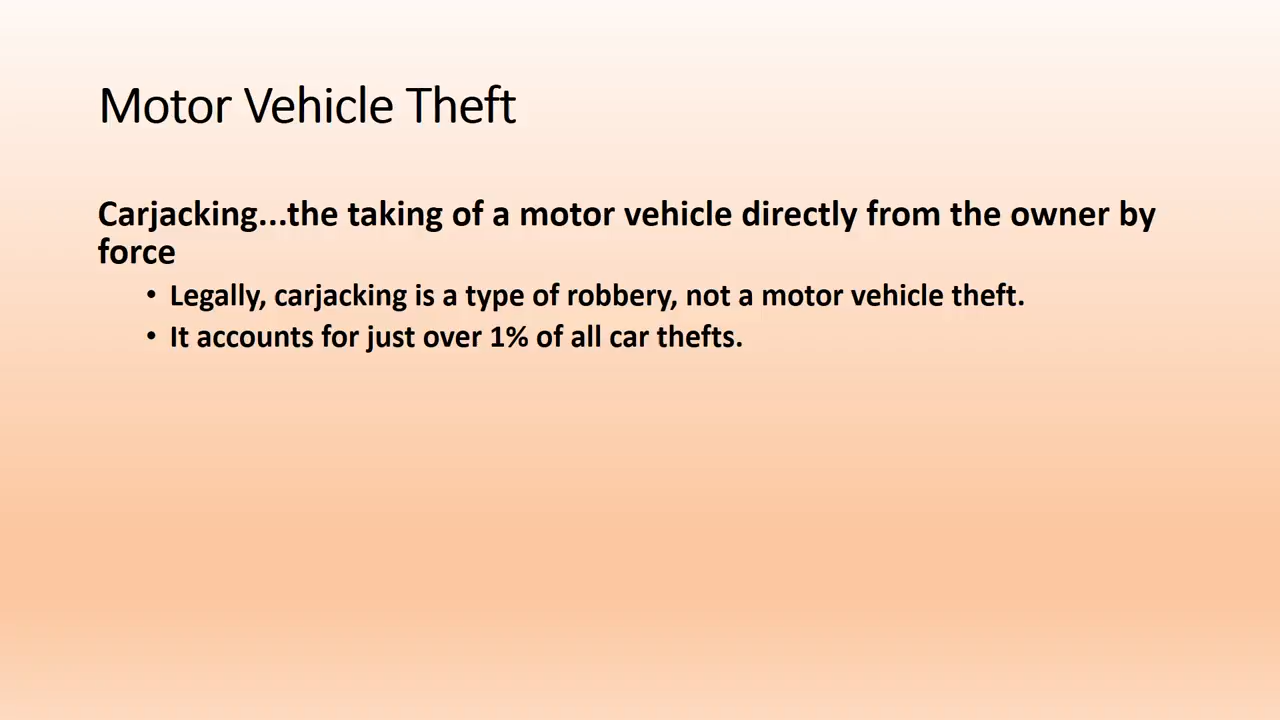 Motor Vehicle Theft
Carjacking...the taking of a motor vehicle directly from the owner by
force
• Legally, carjacking is a type of robbery, not a motor vehicle theft.
• It accounts for just over 1% of all car thefts.